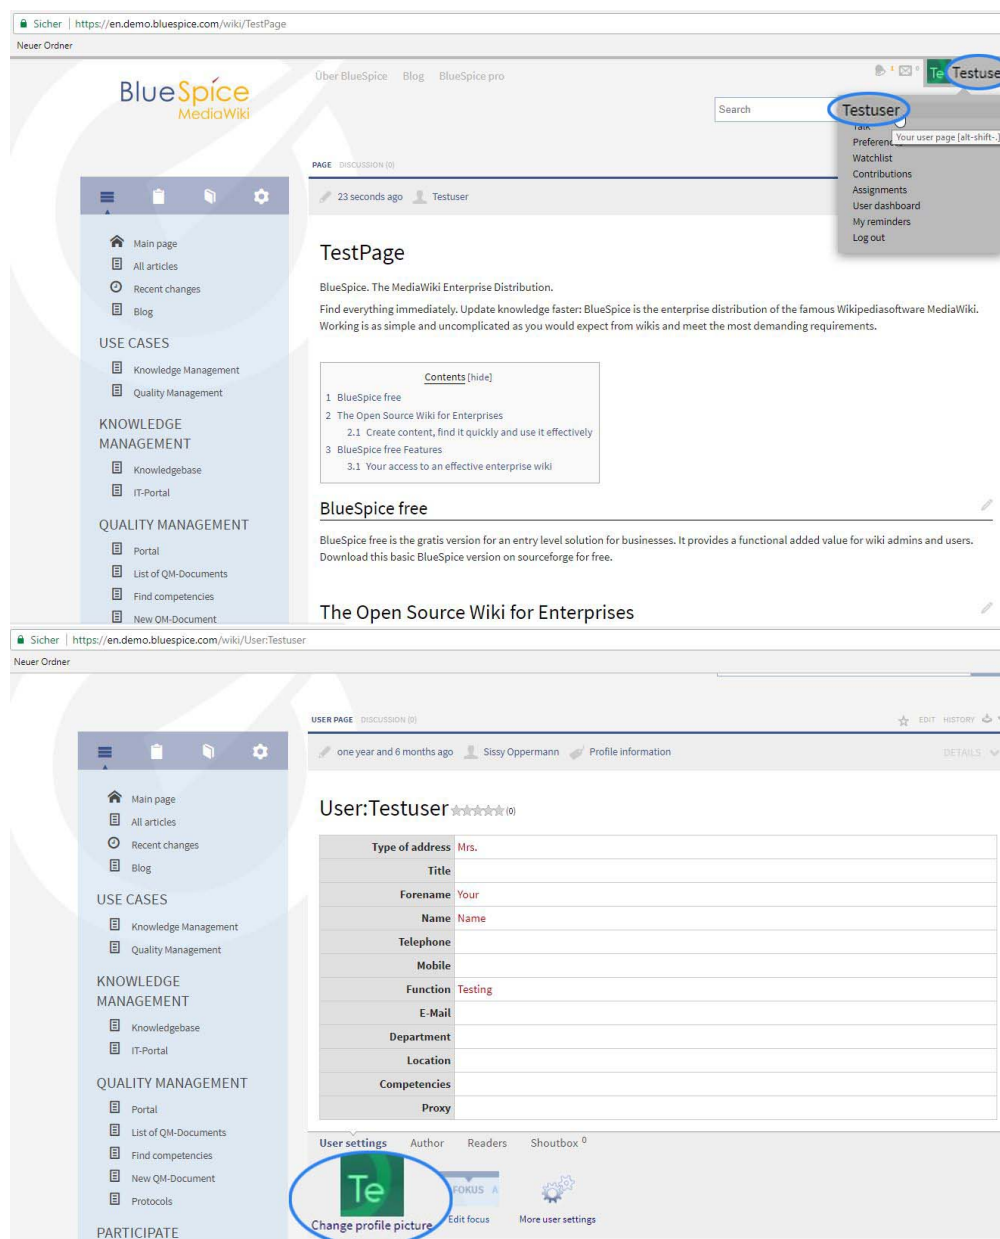 Sicher | https://en.demo.bluespice.com/wiki/TestPage
Neuer Ordner
BlueSpice
MediaWiki
Über BlueSpice Blog BlueSpice pro
Te Testuse
Search
Testuser
Talk
Preferenc
Your user page [alt-shift-.]
Watchlist
Contributions
Assignments
User dashboard
My reminders
Log out
PAGE DISCUSSION (0)
23 seconds ago Testuser
Main page
All articles
Recent changes
Blog
USE CASES
Knowledge Management
Quality Management
KNOWLEDGE
MANAGEMENT
Knowledgebase
IT-Portal
QUALITY MANAGEMENT
Portal
List of QM-Documents
Find competencies
New QM-Document
TestPage
BlueSpice. The MediaWiki Enterprise Distribution.
Find everything immediately. Update knowledge faster: BlueSpice is the enterprise distribution of the famous Wikipediasoftware MediaWiki.
Working is as simple and uncomplicated as you would expect from wikis and meet the most demanding requirements.
Contents [hide]
1 BlueSpice free
2 The Open Source Wiki for Enterprises
2.1 Create content, find it quickly and use it effectively
3 BlueSpice free Features
3.1 Your access to an effective enterprise wiki
BlueSpice free
BlueSpice free is the gratis version for an entry level solution for businesses. It provides a functional added value for wiki admins and users.
Download this basic BlueSpice version on sourceforge for free.
The Open Source Wiki for Enterprises
Sicher | https://en.demo.bluespice.com/wiki/User:Testuser
Neuer Ordner
USER PAGE DISCUSSION (0)
EDIT HISTORY
one year and 6 months ago Sissy Oppermann Profile information
DETAILS
Main page
All articles
Recent changes
Blog
USE CASES
Knowledge Management
Quality Management
KNOWLEDGE
MANAGEMENT
Knowledgebase
IT-Portal
QUALITY MANAGEMENT
Portal
List of QM-Documents
Find competencies
New QM-Document
Protocols
PARTICIPATE
User:Testuser (0)
Type of address Mrs.
Title
Forename Your
Name Name
Telephone
Mobile
Function Testing
E-Mail
Department
Location
Competencies
Proxy
User settings Author Readers Shoutbox 0
Te
FOKUS A
Change profile picture
Edit focus
More user settings